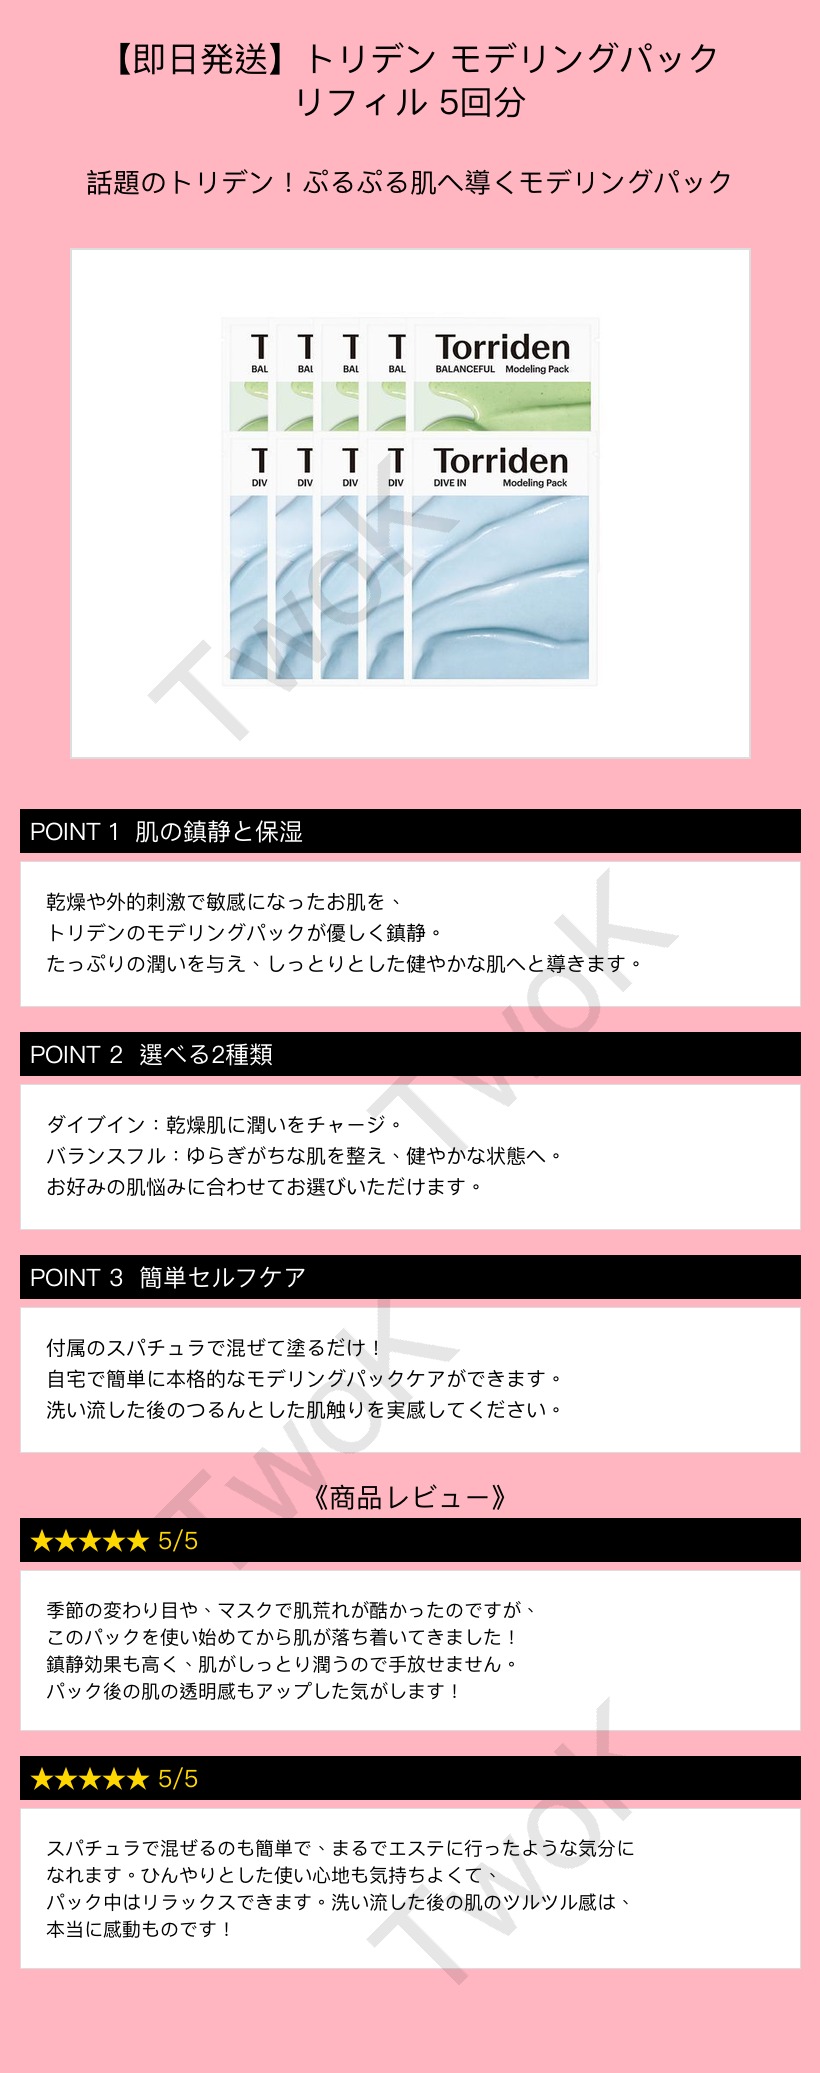 【即日発送】トリデン モデリングパック
リフィル 5回分
話題のトリデン！ぷるぷる肌へ導くモデリングパック
T T T T Torriden
BAL BAL BAL BAL BALANCEFUL Modeling Pack
T T T T Torriden
DIV DIV DIV DIV DIVE IN Modeling Pack
TwoK
POINT 1 肌の鎮静と保湿
乾燥や外的刺激で敏感になったお肌を、
トリデンのモデリングパックが優しく鎮静。
たっぷりの潤いを与え、しっとりとした健やかな肌へと導きます。
TwoK
POINT 2 選べる2種類
ダイブイン：乾燥肌に潤いをチャージ。
バランスフル：ゆらぎがちな肌を整え、健やかな状態へ。
お好みの肌悩みに合わせてお選びいただけます。
POINT 3 簡単セルフケア
付属のスパチュラで混ぜて塗るだけ！
自宅で簡単に本格的なモデリングパックケアができます。
洗い流した後のつるんとした肌触りを実感してください。
TwoK
《商品レビュー》
★★★★★ 5/5
季節の変わり目や、マスクで肌荒れが酷かったのですが、
このパックを使い始めてから肌が落ち着いてきました！
鎮静効果も高く、肌がしっとり潤うので手放せません。
パック後の肌の透明感もアップした気がします！
★★★★★ 5/5
スパチュラで混ぜるのも簡単で、まるでエステに行ったような気分に
なれます。ひんやりとした使い心地も気持ちよくて、
パック中はリラックスできます。洗い流した後の肌のツルツル感は、
本当に感動ものです！
TwoK